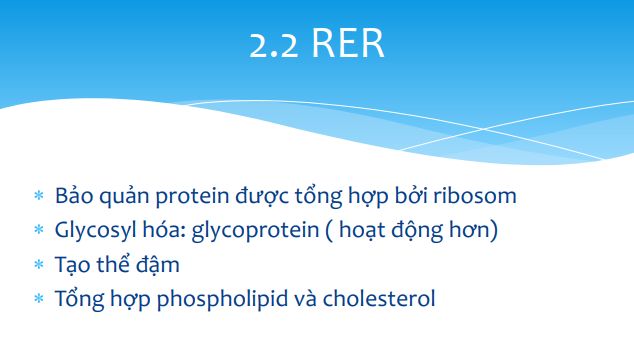 2.2 RER
* Bảo quản protein được tổng hợp bởi ribosom
* Glycosyl hóa: glycoprotein ( hoạt động hơn)
* Tạo thể đậm
* Tổng hợp phospholipid và cholesterol